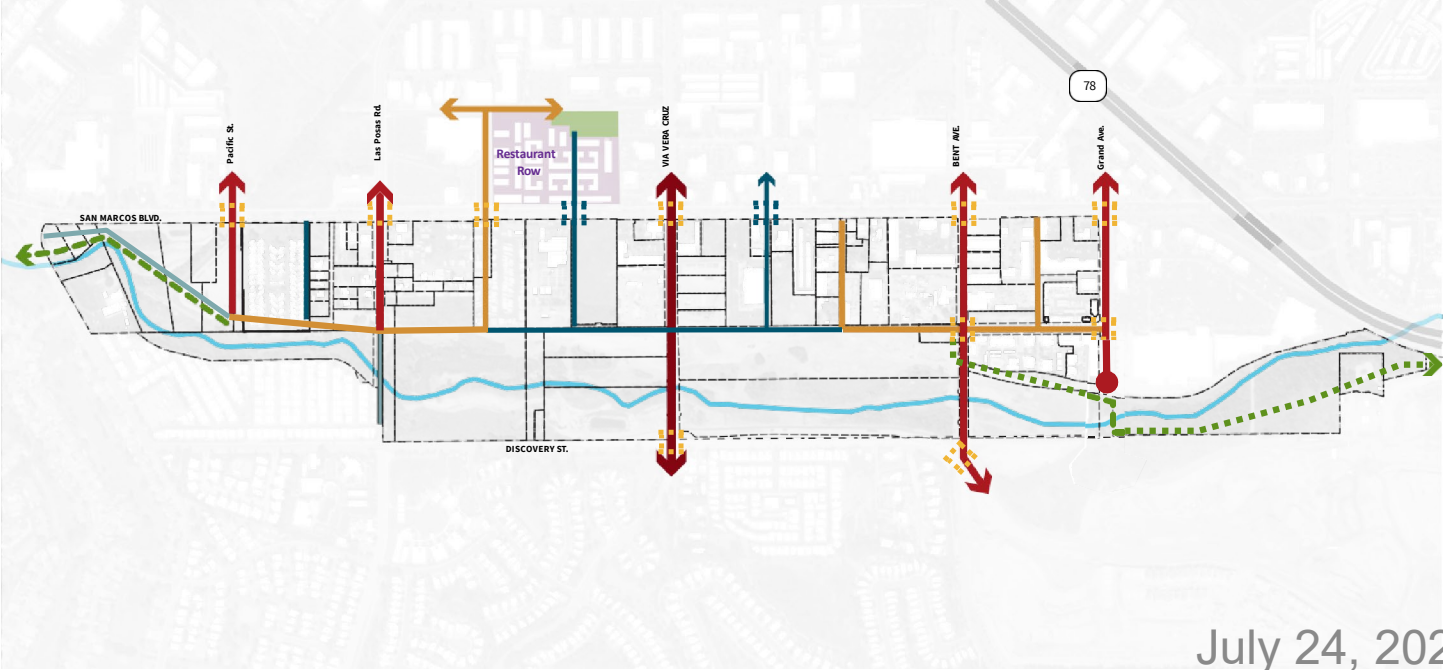 78
Pacific St.
Las Posas Rd.
Restaurant
Row
VIA VERA CRUZ
BENT AVE.
Grand Ave.
SAN MARCOS BLVD.
DISCOVERY ST.
July 24, 202